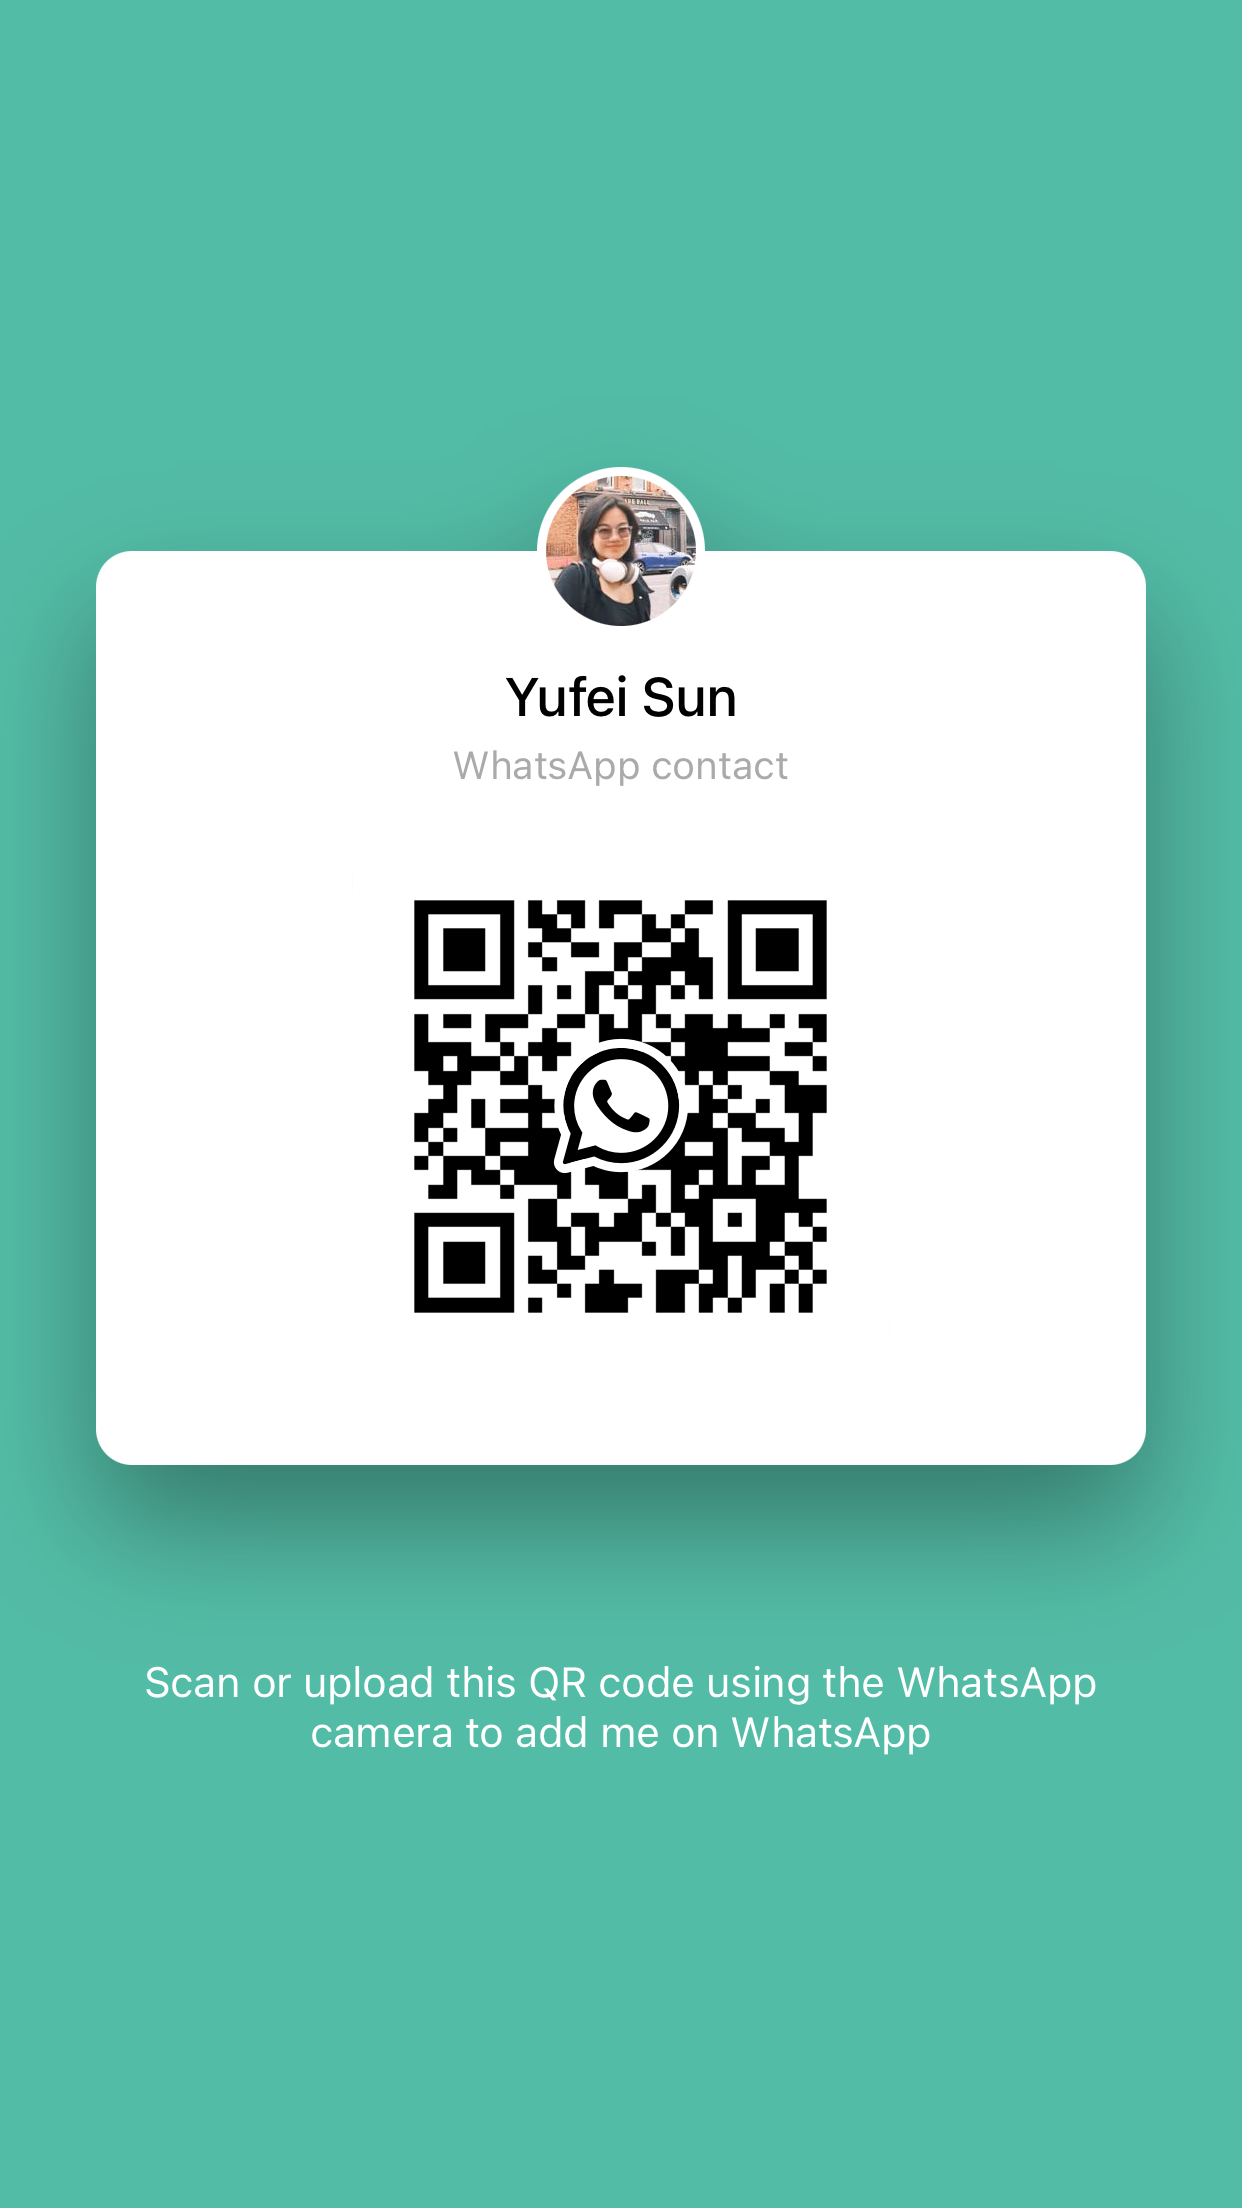 Yufei Sun
WhatsApp contact
Scan or upload this QR code using the WhatsApp
camera to add me on WhatsApp